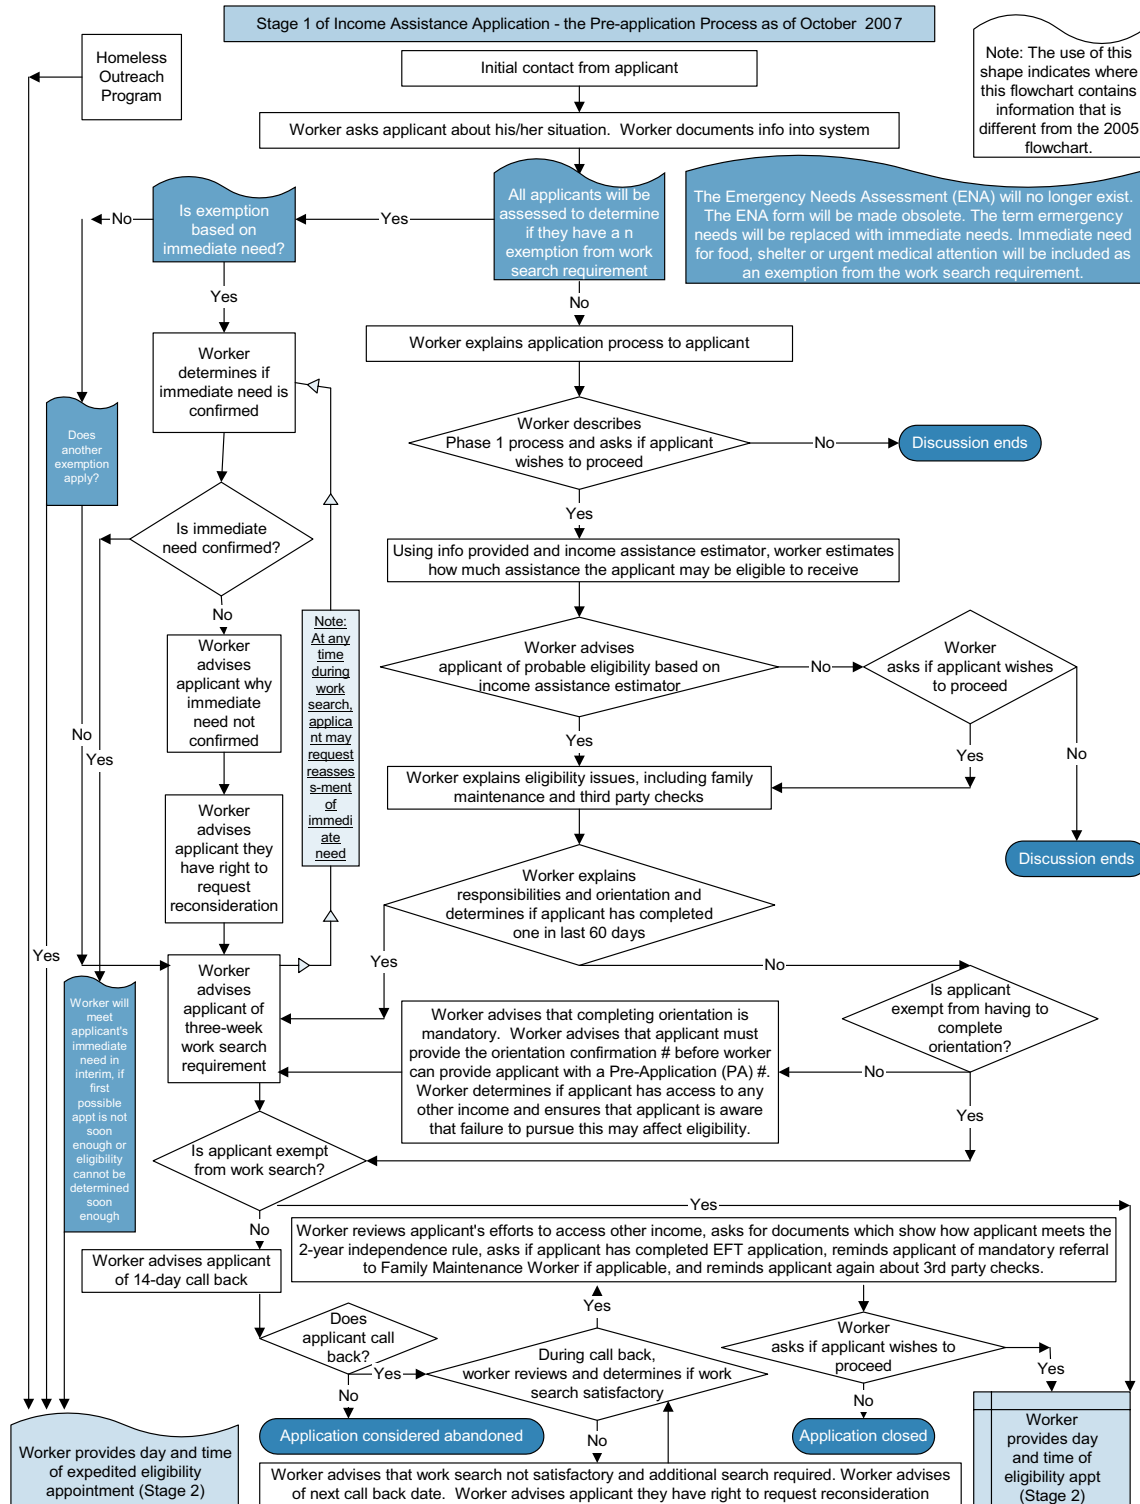 Stage 1 of Income Assistance Application - the Pre-application Process as of October 2007
Homeless
Outreach
Program
Initial contact from applicant
Note: The use of this
shape indicates where
this flowchart contains
information that is
different from the 2005
flowchart.
Worker asks applicant about his/her situation. Worker documents info into system
Is exemption
based on
immediate need?
No
Yes
All applicants will be
assessed to determine
if they have a n
exemption from work
search requirement
The Emergency Needs Assessment (ENA) will no longer exist.
The ENA form will be made obsolete. The term ermergency
needs will be replaced with immediate needs. Immediate need
for food, shelter or urgent medical attention will be included as
an exemption from the work search requirement.
Yes
No
Worker
determines if
immediate need is
confirmed
Worker explains application process to applicant
Does
another
exemption
apply?
Worker describes
Phase 1 process and asks if applicant
wishes to proceed
No
Discussion ends
Yes
Is immediate
need confirmed?
Using info provided and income assistance estimator, worker estimates
how much assistance the applicant may be eligible to receive
No
Worker
advises
applicant why
immediate
need not
confirmed
Note:
At any
time
during
work
search,
applica
nt may
request
reasses
s-ment
of
immedi
ate
need
Worker advises
applicant of probable eligibility based on
income assistance estimator
No
Worker
asks if applicant wishes
to proceed
No
Yes
Yes
Yes
No
Worker explains eligibility issues, including family
maintenance and third party checks
Worker
advises
applicant they
have right to
request
reconsideration
Discussion ends
Worker explains
responsibilities and orientation and
determines if applicant has completed
one in last 60 days
Yes
Yes
No
Worker
advises
applicant of
three-week
work search
requirement
Worker will
meet
applicant's
immediate
need in
interim, if
first
possible
appt is not
soon
enough or
eligibility
cannot be
determined
soon
enough
Worker advises that completing orientation is
mandatory. Worker advises that applicant must
provide the orientation confirmation # before worker
can provide applicant with a Pre-Application (PA) #.
Worker determines if applicant has access to any
other income and ensures that applicant is aware
that failure to pursue this may affect eligibility.
No
Is applicant
exempt from having to
complete
orientation?
Yes
Is applicant exempt
from work search?
Yes
No
Worker advises applicant
of 14-day call back
Worker reviews applicant's efforts to access other income, asks for documents which show how applicant meets the
2-year independence rule, asks if applicant has completed EFT application, reminds applicant of mandatory referral
to Family Maintenance Worker if applicable, and reminds applicant again about 3rd party checks.
Does
applicant call
back?
Yes
Yes
During call back,
worker reviews and determines if work
search satisfactory
Worker
asks if applicant wishes to
proceed
Yes
No
No
No
Application considered abandoned
Application closed
Worker provides day and time
of expedited eligibility
appointment (Stage 2)
Worker advises that work search not satisfactory and additional search required. Worker advises
of next call back date. Worker advises applicant they have right to request reconsideration
Worker
provides day
and time of
eligibility appt
(Stage 2)